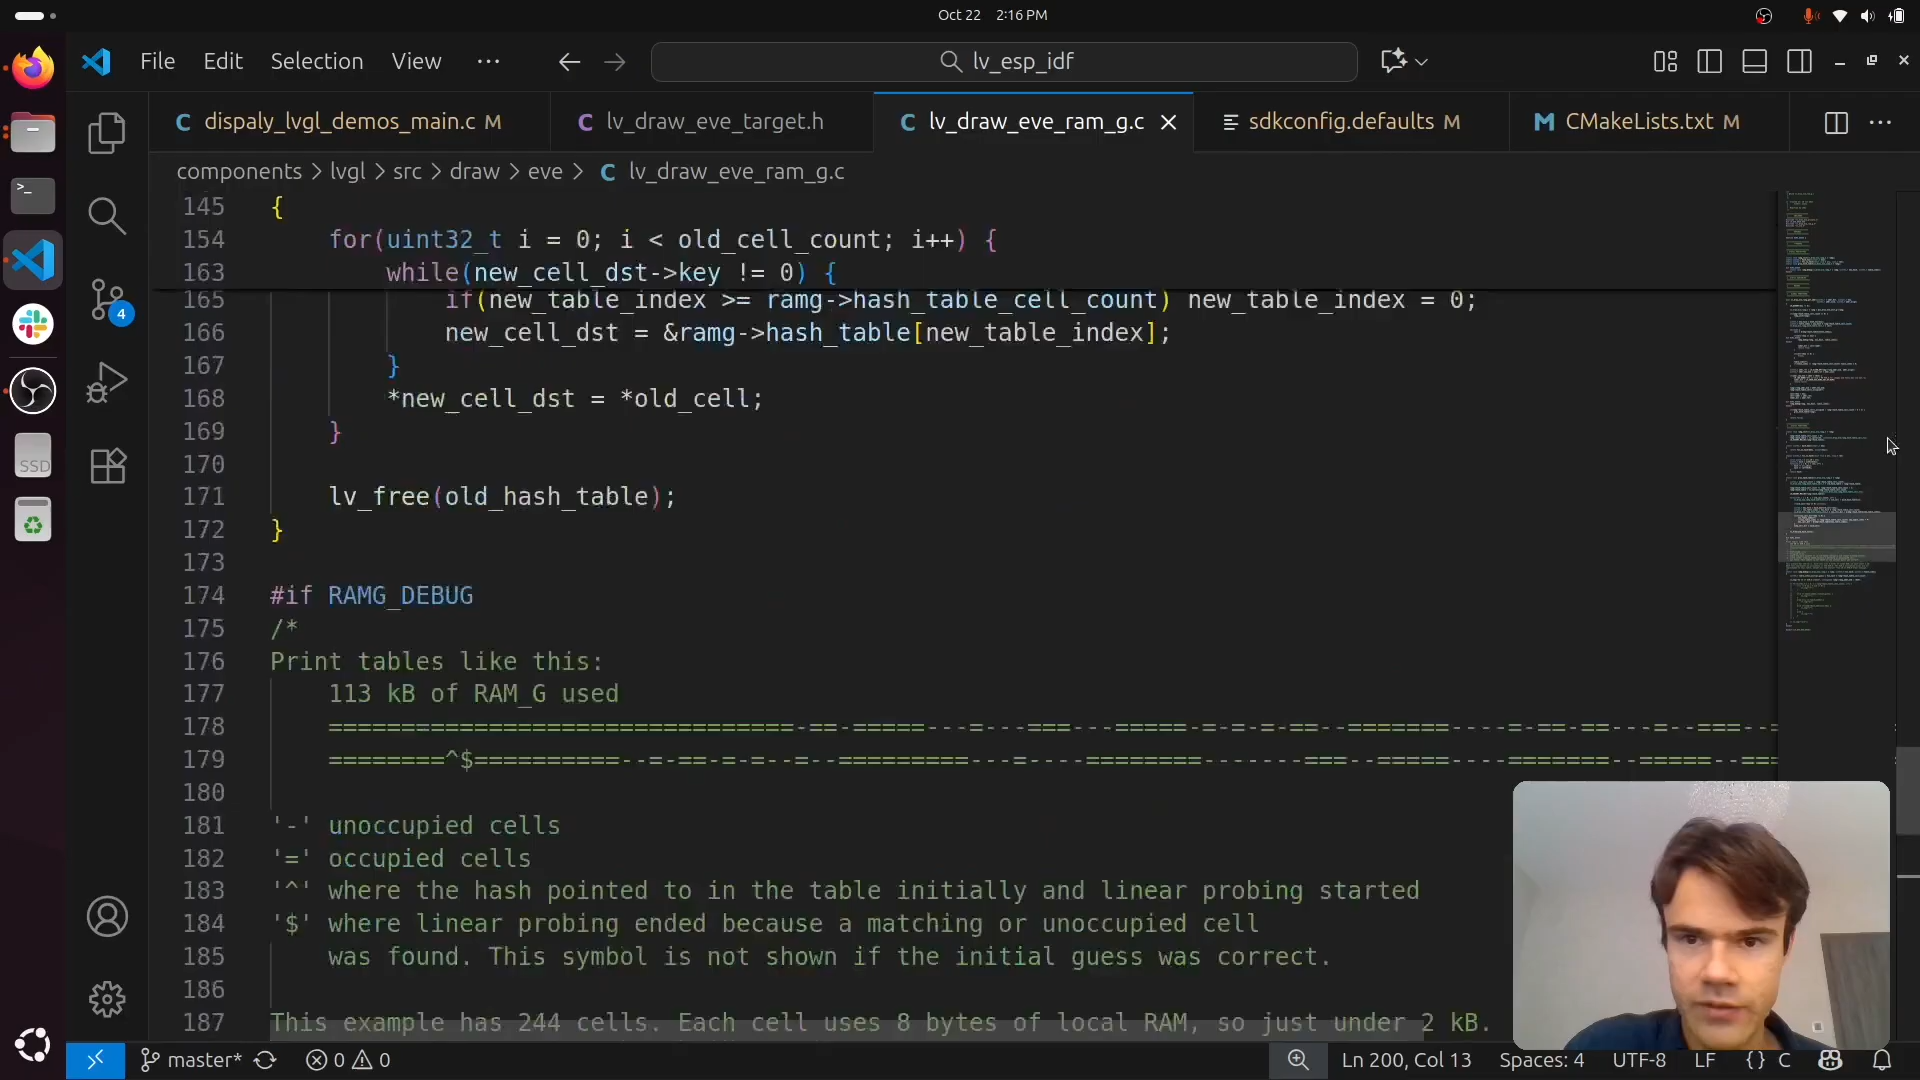 Oct 22 2:16 PM
File Edit Selection View ··· lv_esp_idf
dispaly_lvgl_demos_main.c M lv_draw_eve_target.h lv_draw_eve_ram_g.c sdkconfig.defaults M CMakeLists.txt M
components > lvgl > src > draw > eve > C lv_draw_eve_ram_g.c
145 {
154 for(uint32_t i = 0; i < old_cell_count; i++) {
163 while(new_cell_dst->key != 0) {
165 if(new_table_index >= ramg->hash_table_cell_count) new_table_index = 0;
166 new_cell_dst = &ramg->hash_table[new_table_index];
167 }
168 *new_cell_dst = *old_cell;
169 }
170
171 lv_free(old_hash_table);
172 }
173
174 #if RAMG_DEBUG
175 /*
176 Print tables like this:
177 113 kB of RAM_G used
178 ================================-==-=====---=---===---=====-=-=-=-==--=======----=-==-==---=--===--
179 ========^$==========--=-==-=-=--=--=========---=----========-------===--=====----=======--=====--===
180
181 '-' unoccupied cells
182 '=' occupied cells
183 '^' where the hash pointed to in the table initially and linear probing started
184 '$' where linear probing ended because a matching or unoccupied cell
185 was found. This symbol is not shown if the initial guess was correct.
186
187 This example has 244 cells. Each cell uses 8 bytes of local RAM, so just under 2 kB.
SSD
4
master* 0 0 Ln 200, Col 13 Spaces: 4 UTF-8 LF {} C